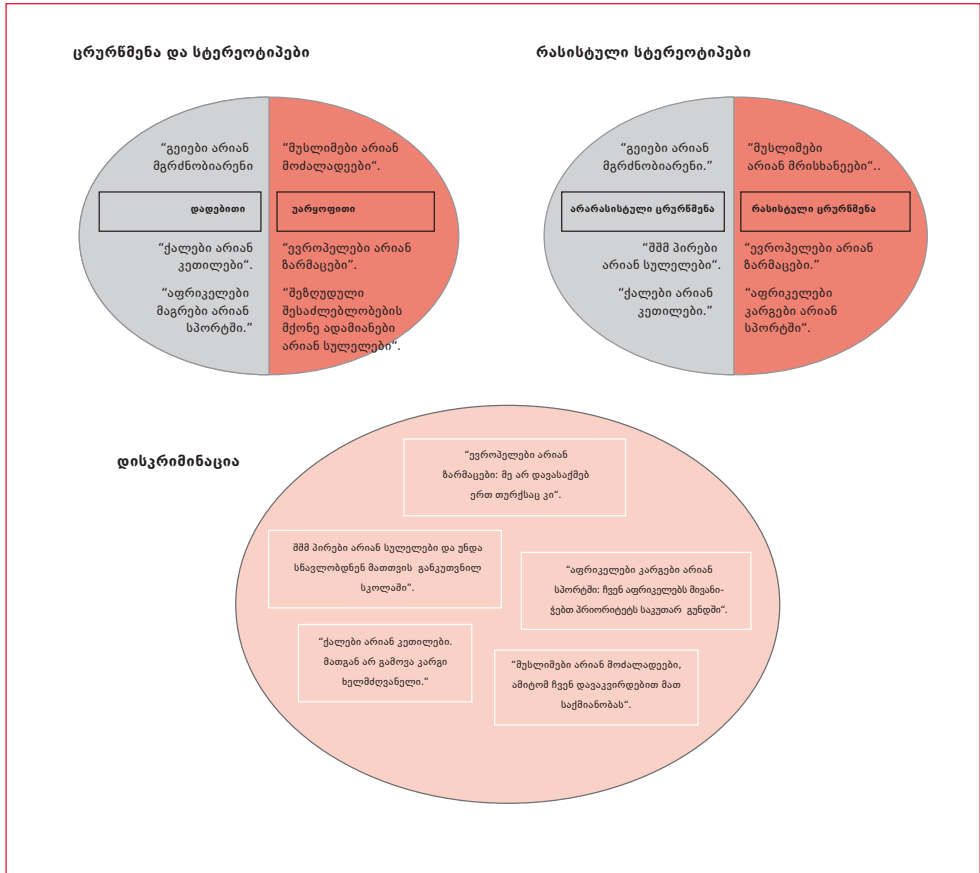 ცრურწმენა და სტერეოტიპები
“გეიები არიან
მგრძნობიარენი
“მუსლიმები არიან
მოძალადეები“.
დადებითი
უარყოფითი
“ქალები არიან
კეთილები“.
“აფრიკელები
მაგრები არიან
სპორტში.”
“ევროპელები არიან
ზარმაცები”.
“შეზღუდული
შესაძლებლობების
მქონე ადამიანები
არიან სულელები“.
რასისტული სტერეოტიპები
“გეიები არიან
მგრძნობიარენი.”
“მუსლიმები
არიან მრისხანეები“..
არარასისტული ცრურწმენა
რასისტული ცრურწმენა
“შშმ პირები
არიან სულელები“.
“ქალები არიან
კეთილები.”
“ევროპელები არიან
ზარმაცები.”
“აფრიკელები
კარგები არიან
სპორტში“.
დისკრიმინაცია
“ევროპელები არიან
ზარმაცები: მე არ დავასაქმებ
ერთ თურქსაც კი“.
შშმ პირები არიან სულელები და უნდა
სწავლობდნენ მათთვის განკუთვნილ
სკოლაში”.
“აფრიკელები კარგები არიან
სპორტში: ჩვენ აფრიკელებს მივანი-
ჭებთ პრიორიტეტს საკუთარ გუნდში“.
“ქალები არიან კეთილები.
მათგან არ გამოვა კარგი
ხელმძღვანელი.”
“მუსლიმები არიან მოძალადეები,
ამიტომ ჩვენ დავაკვირდებით მათ
საქმიანობას“.